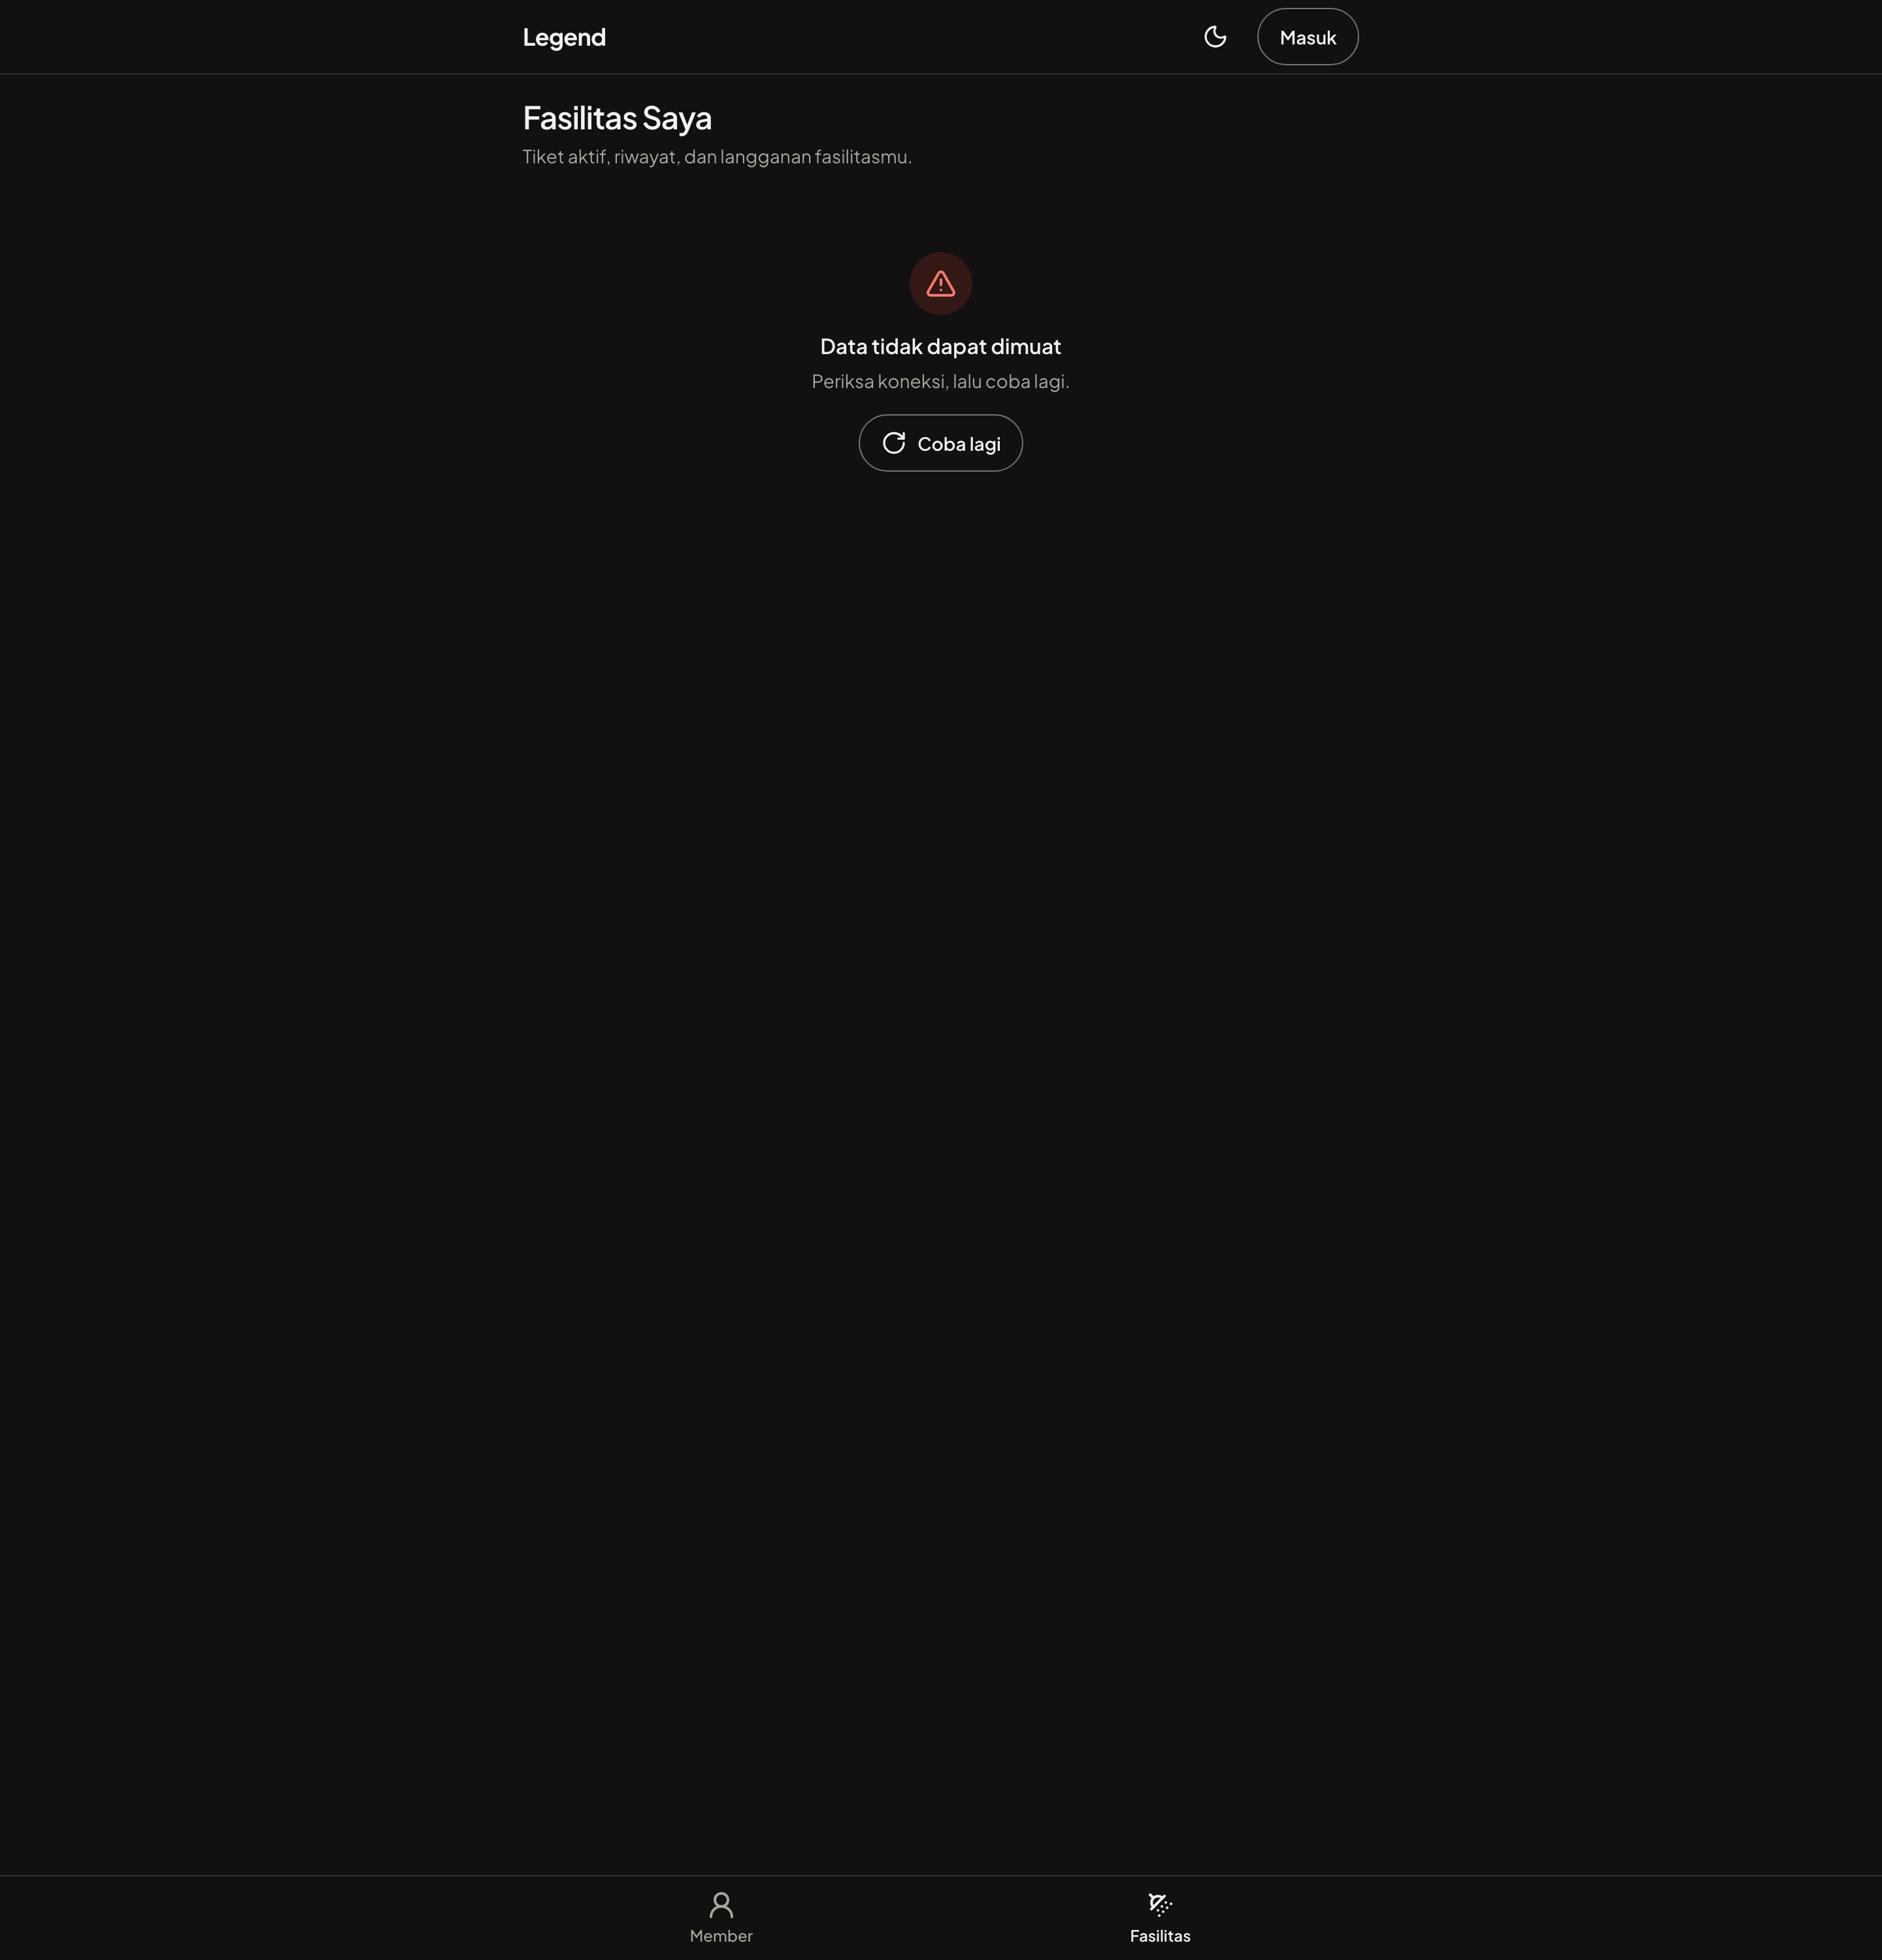 Legend
Masuk
Fasilitas Saya
Tiket aktif, riwayat, dan langganan fasilitasmu.
Data tidak dapat dimuat
Periksa koneksi, lalu coba lagi.
Coba lagi
Member
Fasilitas